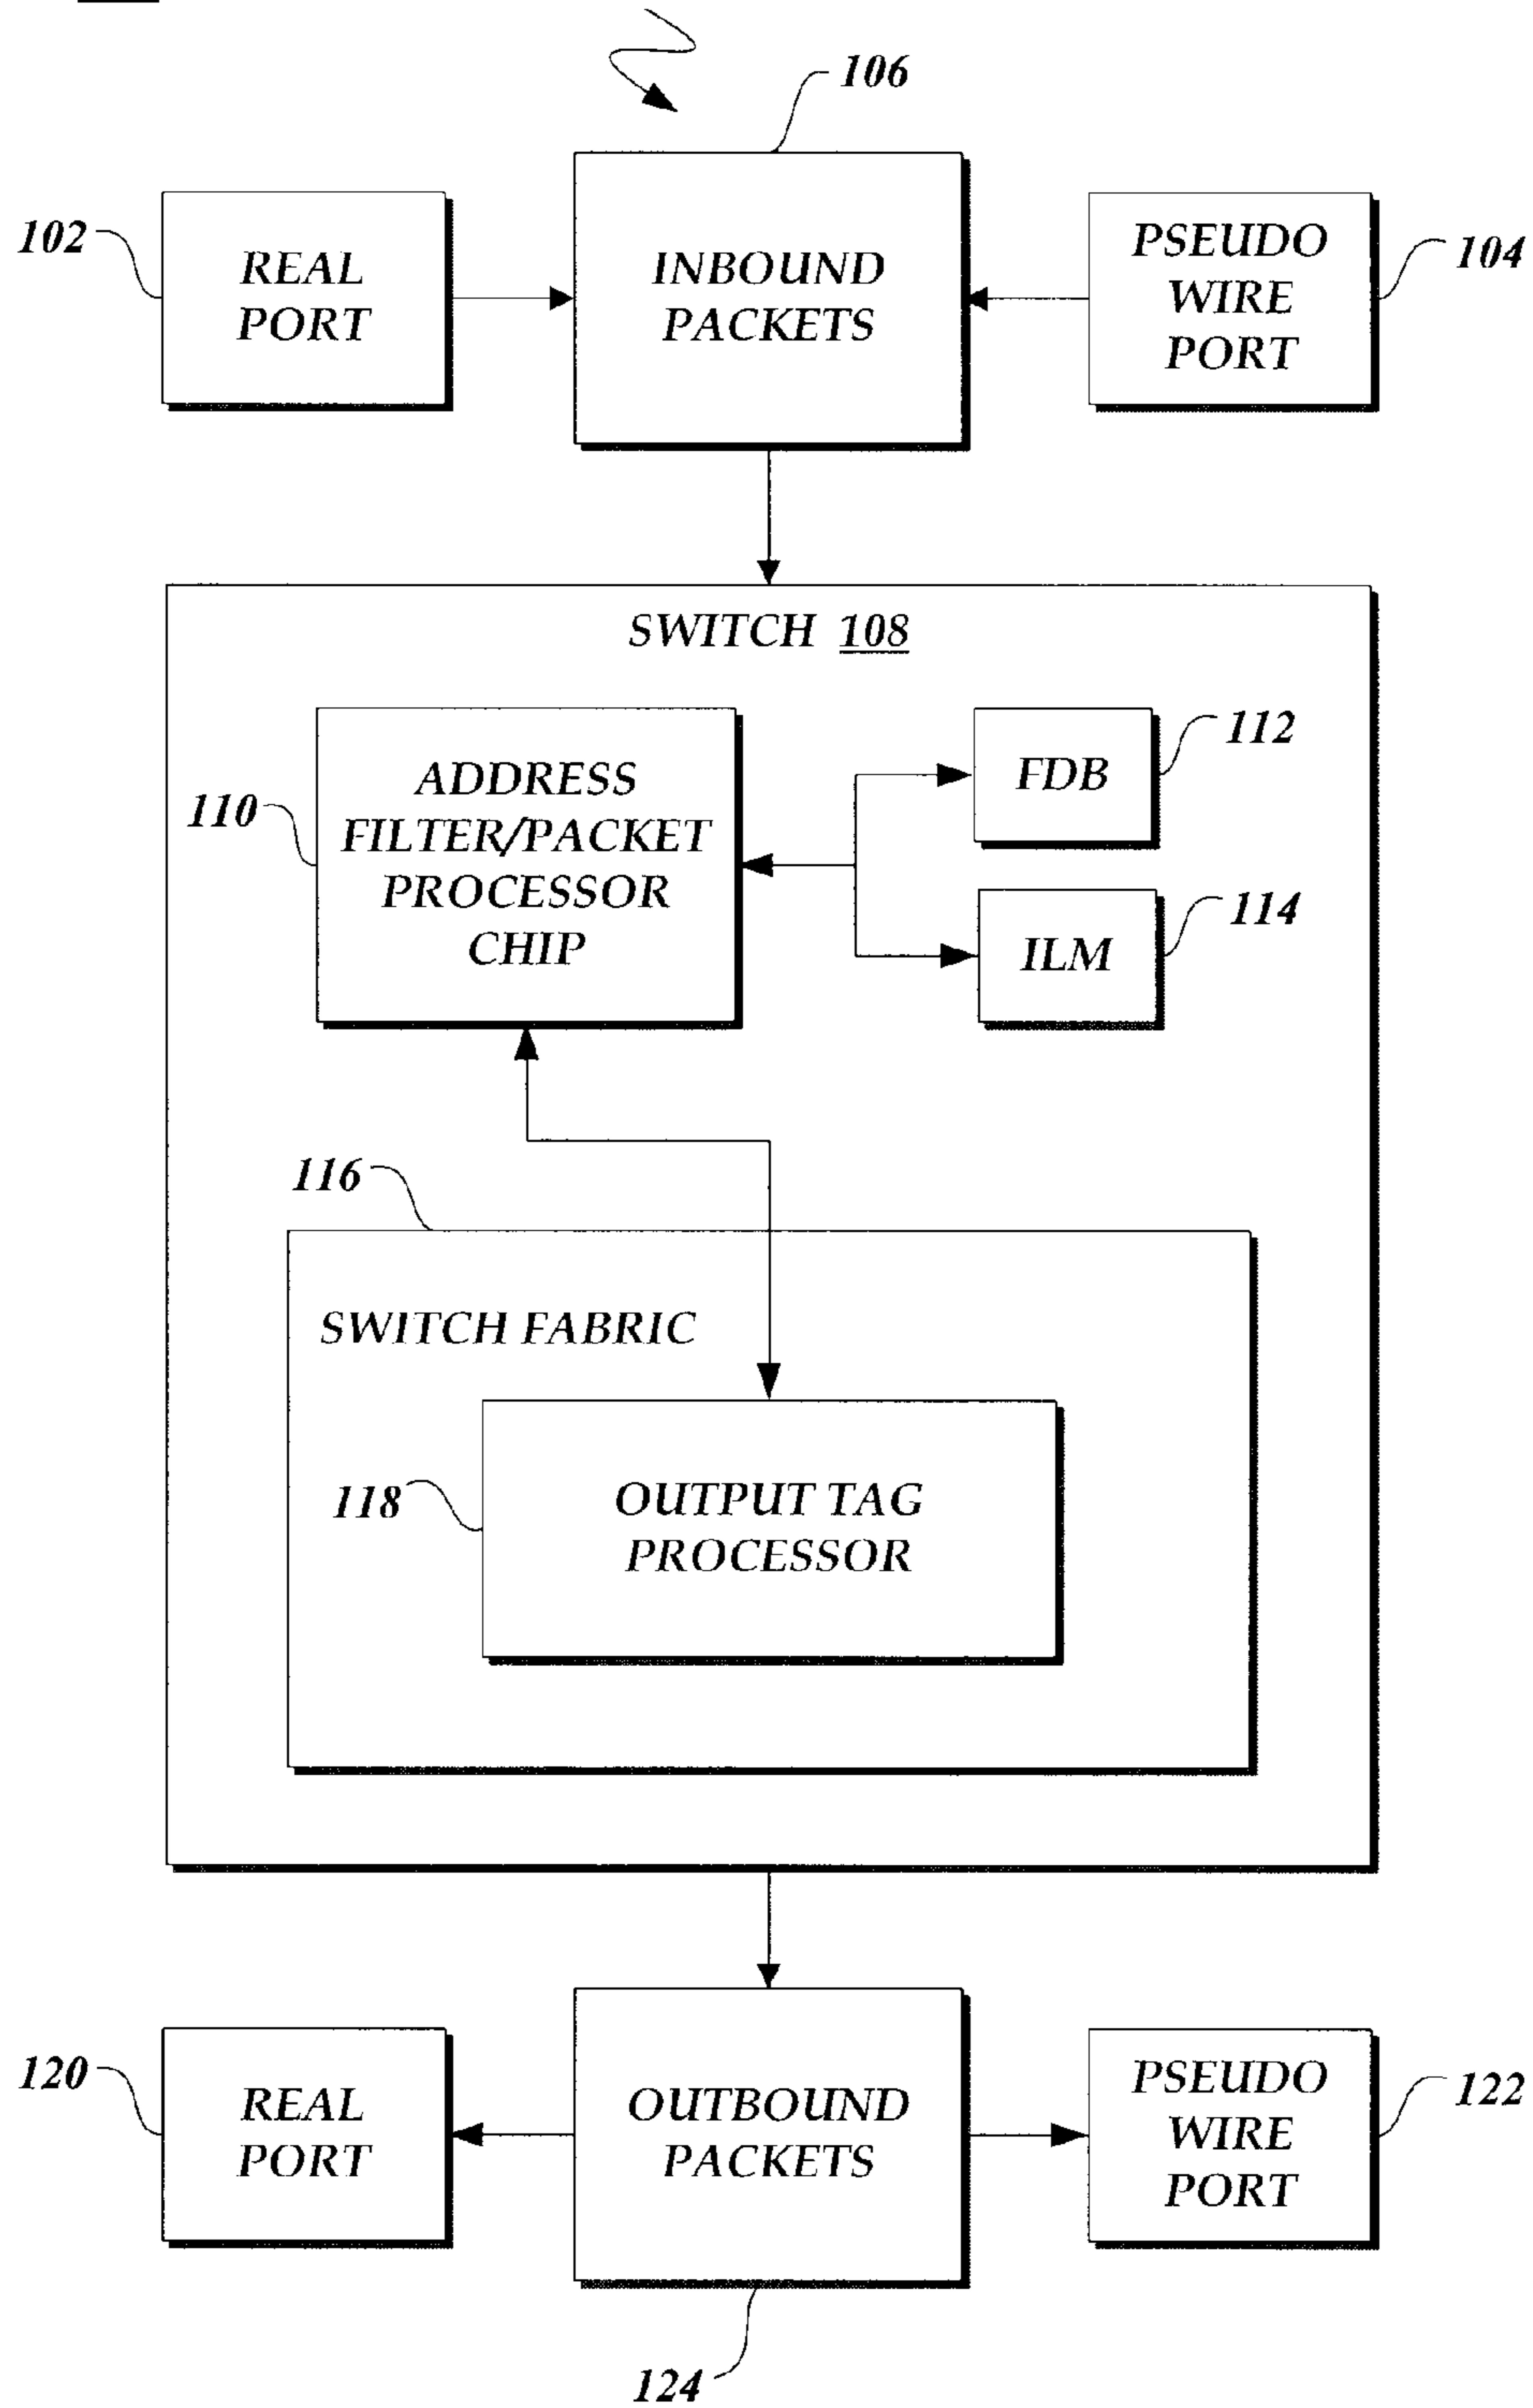 106
102
REAL
PORT
INBOUND
PACKETS
PSEUDO
WIRE
PORT
104
SWITCH 108
110
ADDRESS
FILTER/PACKET
PROCESSOR
CHIP
FDB
112
ILM
114
116
SWITCH FABRIC
118
OUTPUT TAG
PROCESSOR
120
REAL
PORT
OUTBOUND
PACKETS
PSEUDO
WIRE
PORT
122
124